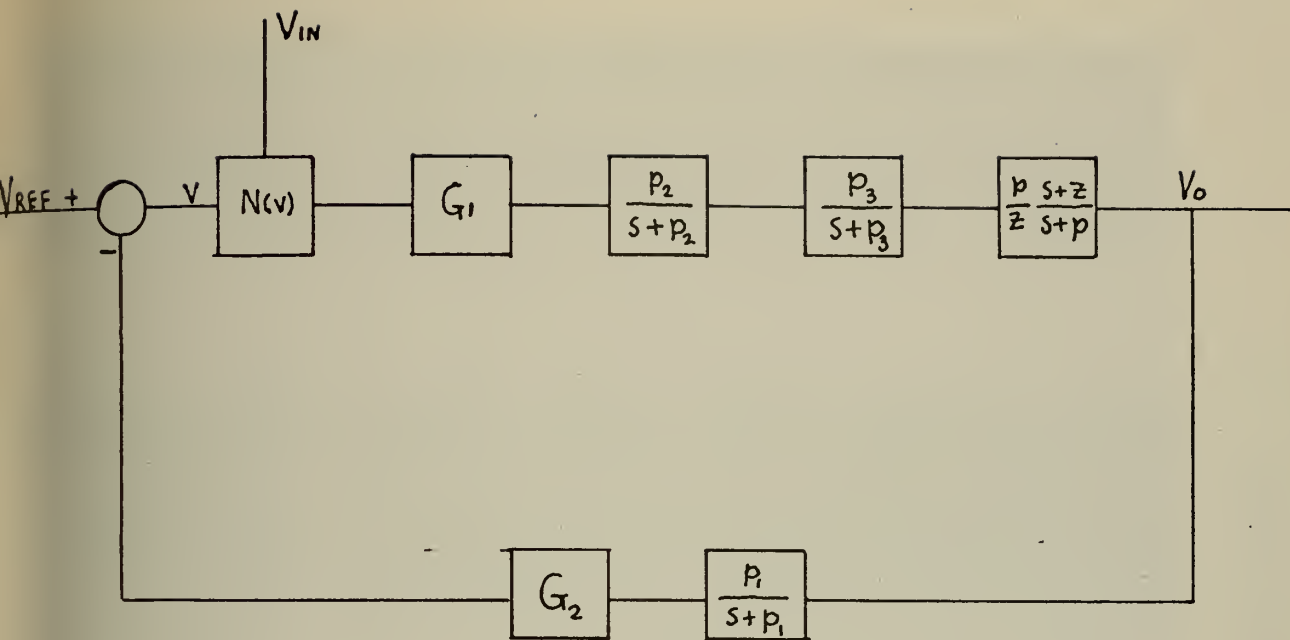 VIN
VREF +
-
V
N(V)
G1
p2
s+p2
p3
s+p3
p s+z
z s+p
Vo
G2
p1
s+p1